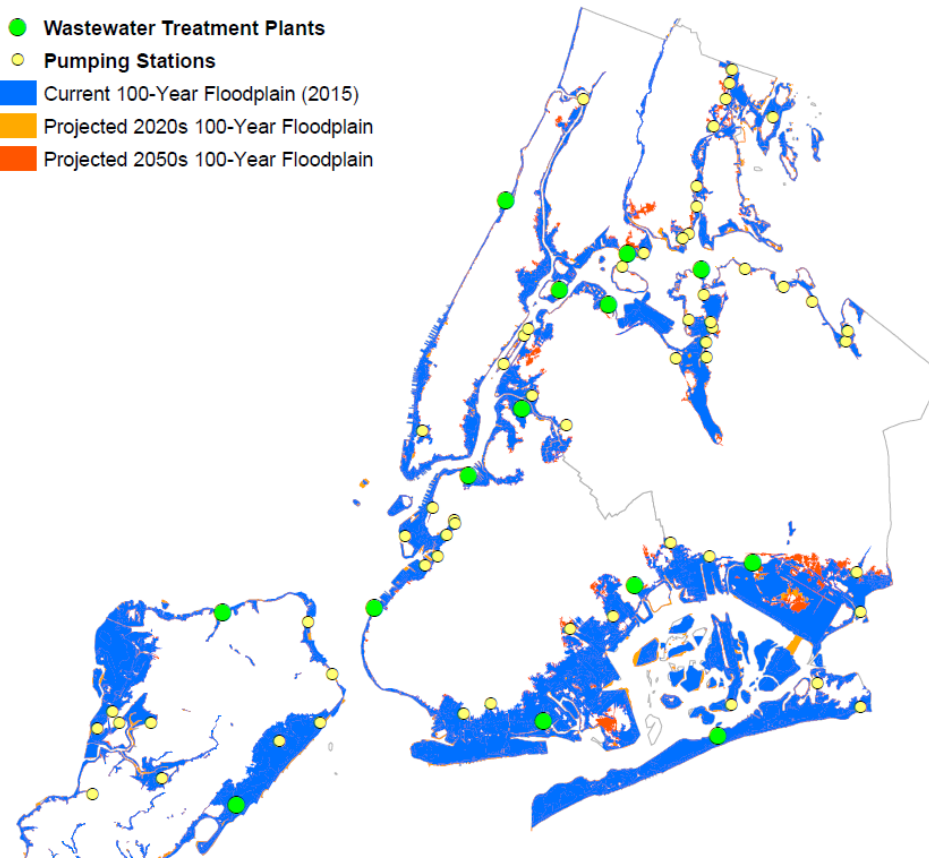 Wastewater Treatment Plants
Pumping Stations
Current 100-Year Floodplain (2015)
Projected 2020s 100-Year Floodplain
Projected 2050s 100-Year Floodplain